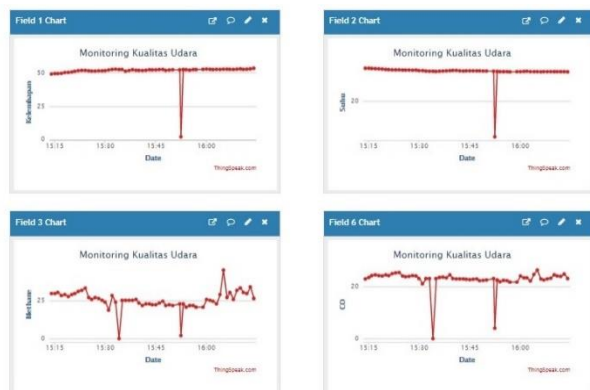 Field 1 Chart
Monitoring Kualitas Udara
Kelembapan
50
25
0
15:15
15:30
15:45
16:00
Date
ThingSpeak.com
Field 2 Chart
Monitoring Kualitas Udara
Suhu
20
15:15
15:30
15:45
16:00
Date
ThingSpeak.com
Field 3 Chart
Monitoring Kualitas Udara
Methane
25
0
15:15
15:30
15:45
16:00
Date
ThingSpeak.com
Field 6 Chart
Monitoring Kualitas Udara
CO
20
0
15:15
15:30
15:45
16:00
Date
ThingSpeak.com